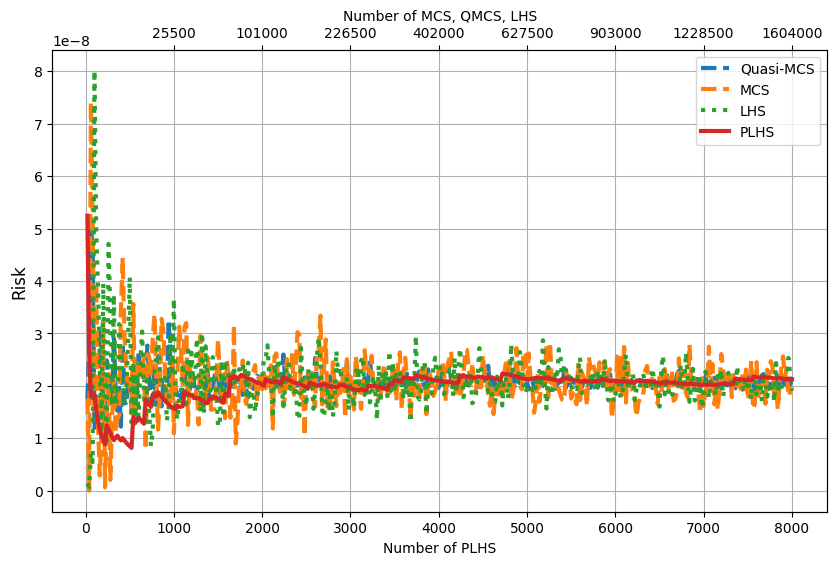 Number of MCS, QMCS, LHS
25500 101000 226500 402000 627500 903000 1228500 1604000
1e−8
8
7
6
5
4
3
2
1
0
Risk
Quasi-MCS
MCS
LHS
PLHS
0 1000 2000 3000 4000 5000 6000 7000 8000
Number of PLHS